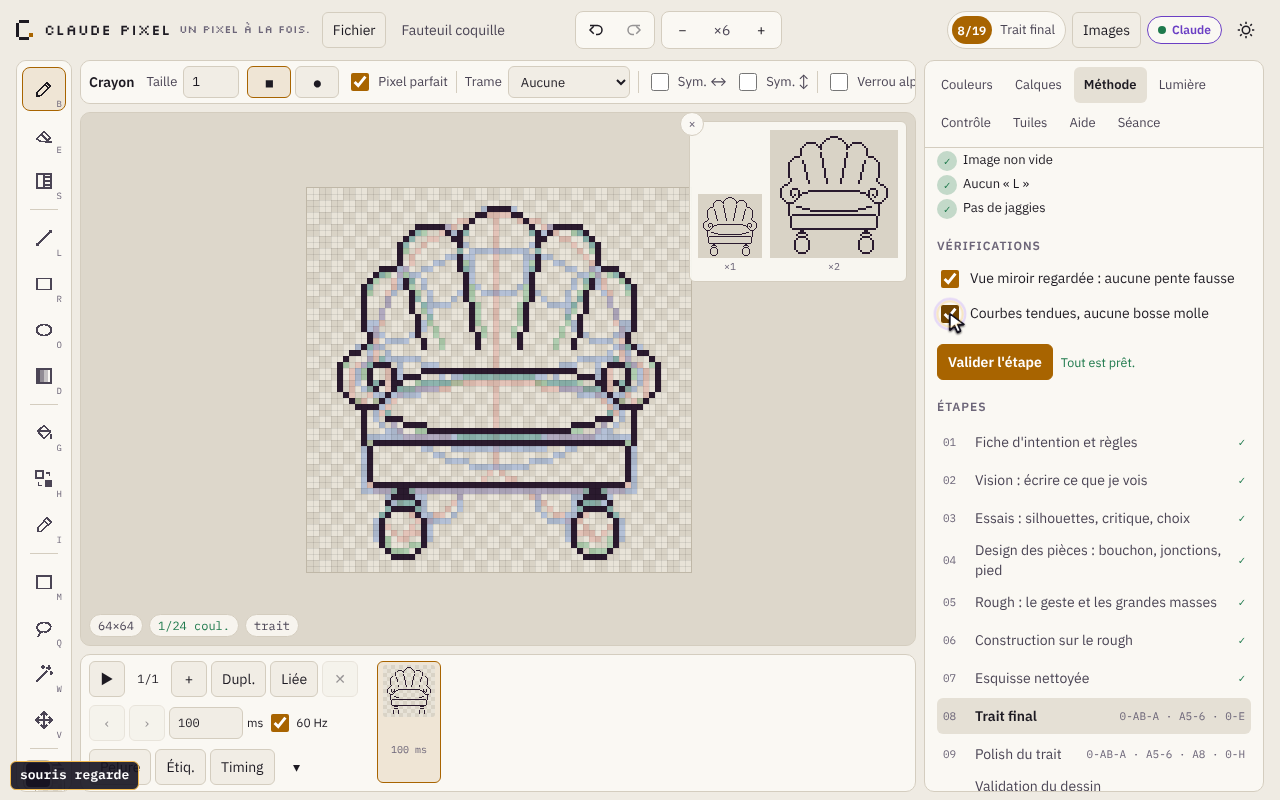 CLAUDE PIXEL UN PIXEL À LA FOIS. Fichier Fauteuil coquille − ×6 + 8/19 Trait final Images Claude
Crayon Taille 1 Pixel parfait Trame Aucune Sym. ↔ Sym. ↕ Verrou alp
B
E
S
L
R
O
D
G
H
I
M
Q
W
V
×
×1 ×2
64×64 1/24 coul. trait
1/1 + Dupl. Liée ✕
‹ › 100 ms 60 Hz
100 ms
Étiq. Timing ▼
souris regarde
Couleurs Calques Méthode Lumière
Contrôle Tuiles Aide Séance
✓ Image non vide
✓ Aucun « L »
✓ Pas de jaggies
VÉRIFICATIONS
Vue miroir regardée : aucune pente fausse
Courbes tendues, aucune bosse molle
Valider l'étape Tout est prêt.
ÉTAPES
01 Fiche d'intention et règles ✓
02 Vision : écrire ce que je vois ✓
03 Essais : silhouettes, critique, choix ✓
04 Design des pièces : bouchon, jonctions, pied ✓
05 Rough : le geste et les grandes masses ✓
06 Construction sur le rough ✓
07 Esquisse nettoyée ✓
08 Trait final 0-AB-A · A5-6 · 0-E
09 Polish du trait 0-AB-A · A5-6 · A8 · 0-H
Validation du dessin